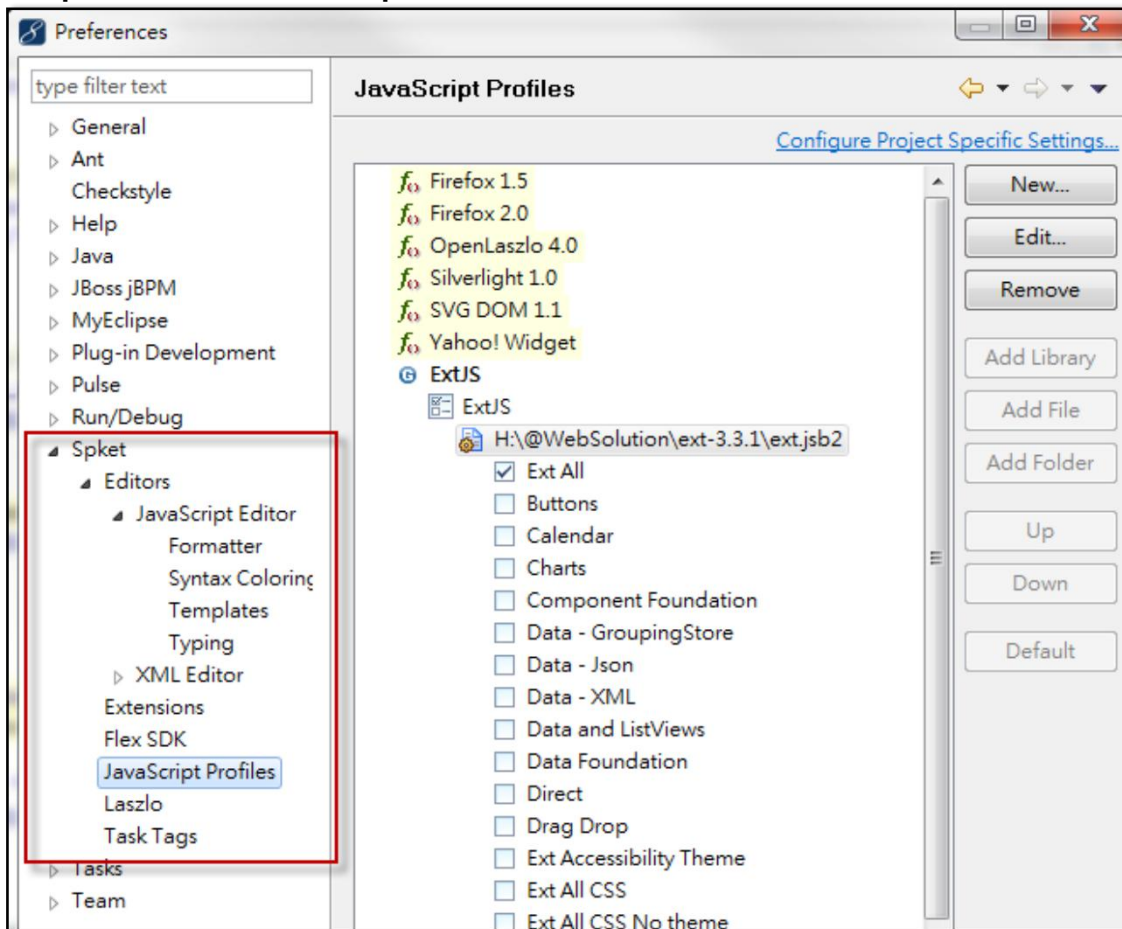 Preferences
type filter text
General
Ant
Checkstyle
Help
Java
JBoss jBPM
MyEclipse
Plug-in Development
Pulse
Run/Debug
Spket
Editors
JavaScript Editor
Formatter
Syntax Coloring
Templates
Typing
XML Editor
Extensions
Flex SDK
JavaScript Profiles
Laszlo
Task Tags
Tasks
Team
JavaScript Profiles
Configure Project Specific Settings...
Firefox 1.5
Firefox 2.0
OpenLaszlo 4.0
Silverlight 1.0
SVG DOM 1.1
Yahoo! Widget
ExtJS
ExtJS
H:\@WebSolution\ext-3.3.1\ext.jsb2
Ext All
Buttons
Calendar
Charts
Component Foundation
Data - GroupingStore
Data - Json
Data - XML
Data and ListViews
Data Foundation
Direct
Drag Drop
Ext Accessibility Theme
Ext All CSS
Ext All CSS No theme
New...
Edit...
Remove
Add Library
Add File
Add Folder
Up
Down
Default